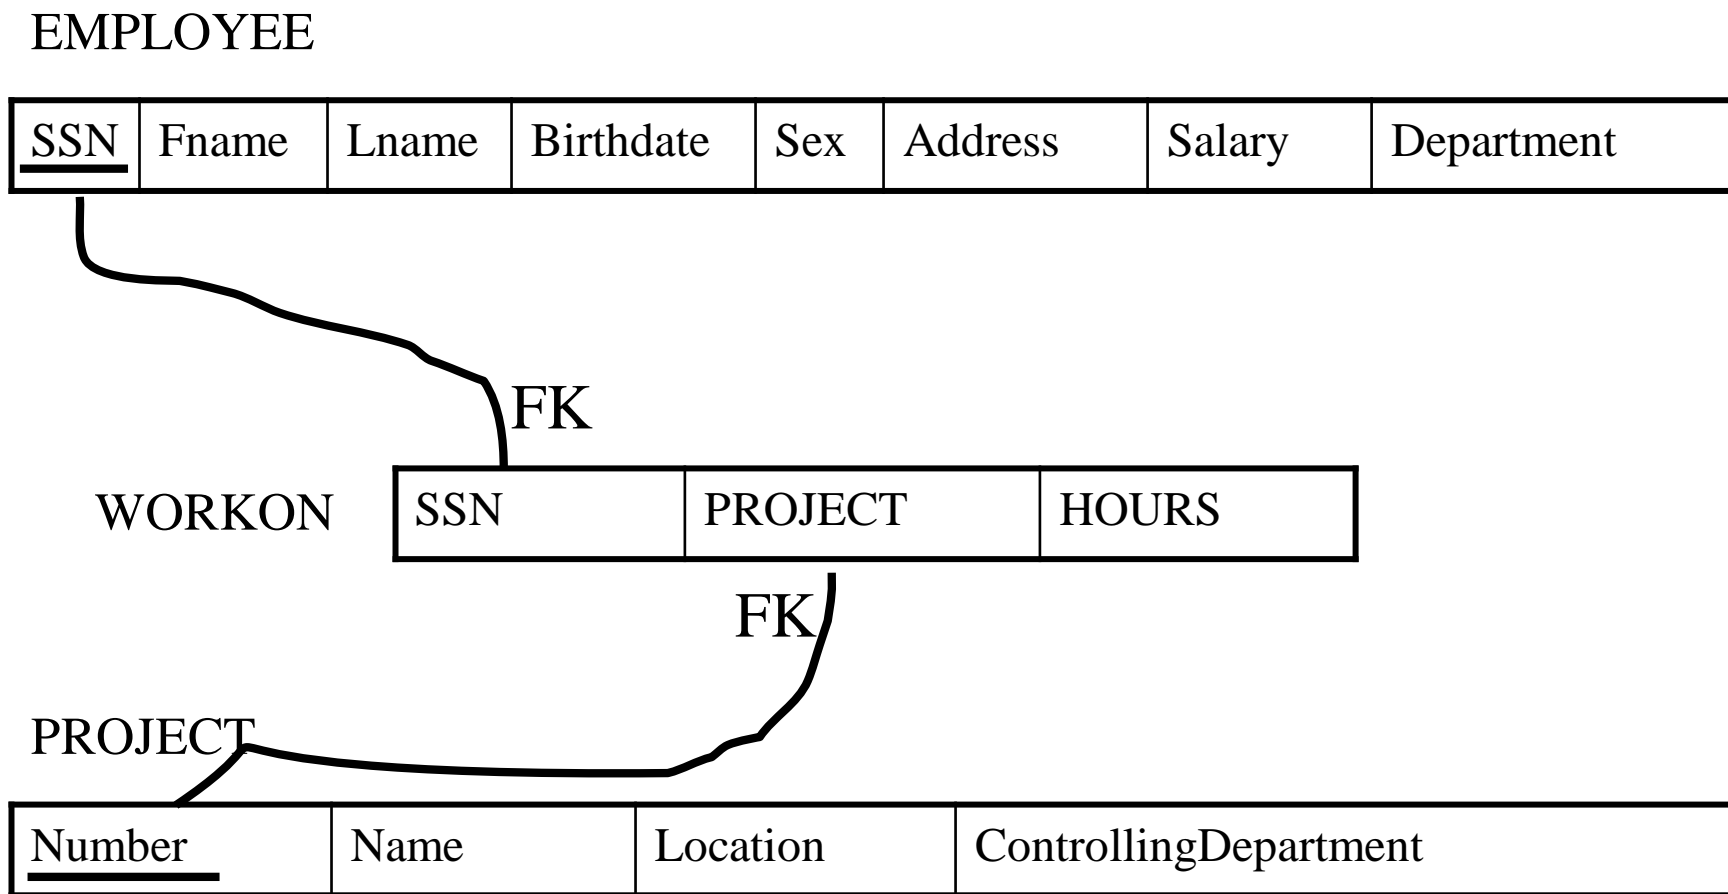 EMPLOYEE
SSN Fname Lname Birthdate Sex Address Salary Department
FK
WORKON SSN PROJECT HOURS
FK
PROJECT
Number Name Location ControllingDepartment